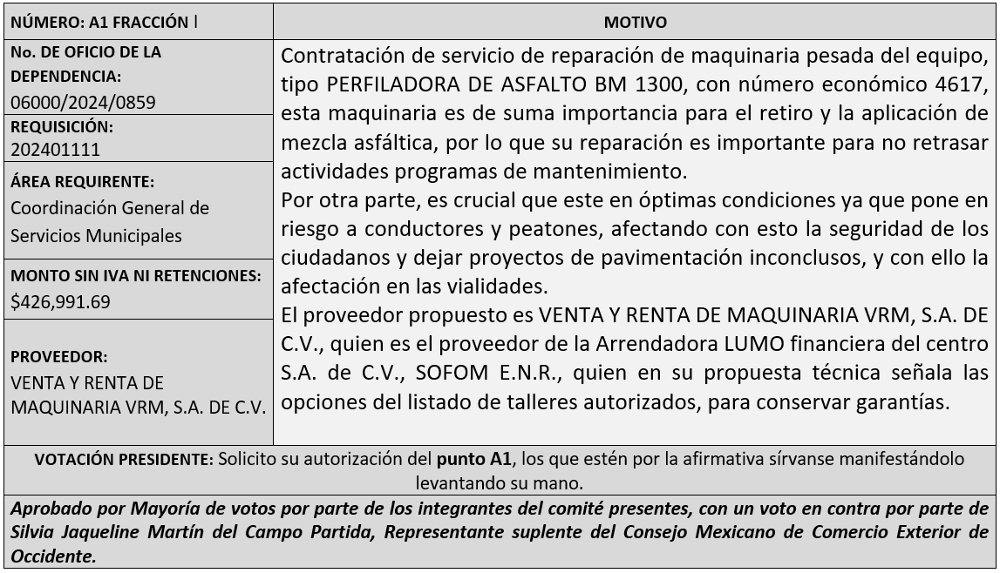 NÚMERO: A1 FRACCIÓN I
No. DE OFICIO DE LA
DEPENDENCIA:
06000/2024/0859
REQUISICIÓN:
202401111
ÁREA REQUIRENTE:
Coordinación General de
Servicios Municipales
MONTO SIN IVA NI RETENCIONES:
$426,991.69
PROVEEDOR:
VENTA Y RENTA DE
MAQUINARIA VRM, S.A. DE C.V.
MOTIVO
Contratación de servicio de reparación de maquinaria pesada del equipo,
tipo PERFILADORA DE ASFALTO BM 1300, con número económico 4617,
esta maquinaria es de suma importancia para el retiro y la aplicación de
mezcla asfáltica, por lo que su reparación es importante para no retrasar
actividades programas de mantenimiento.
Por otra parte, es crucial que este en óptimas condiciones ya que pone en
riesgo a conductores y peatones, afectando con esto la seguridad de los
ciudadanos y dejar proyectos de pavimentación inconclusos, y con ello la
afectación en las vialidades.
El proveedor propuesto es VENTA Y RENTA DE MAQUINARIA VRM, S.A. DE
C.V., quien es el proveedor de la Arrendadora LUMO financiera del centro
S.A. de C.V., SOFOM E.N.R., quien en su propuesta técnica señala las
opciones del listado de talleres autorizados, para conservar garantías.
VOTACIÓN PRESIDENTE: Solicito su autorización del punto A1, los que estén por la afirmativa sírvanse manifestándolo
levantando su mano.
Aprobado por Mayoría de votos por parte de los integrantes del comité presentes, con un voto en contra por parte de
Silvia Jaqueline Martín del Campo Partida, Representante suplente del Consejo Mexicano de Comercio Exterior de
Occidente.